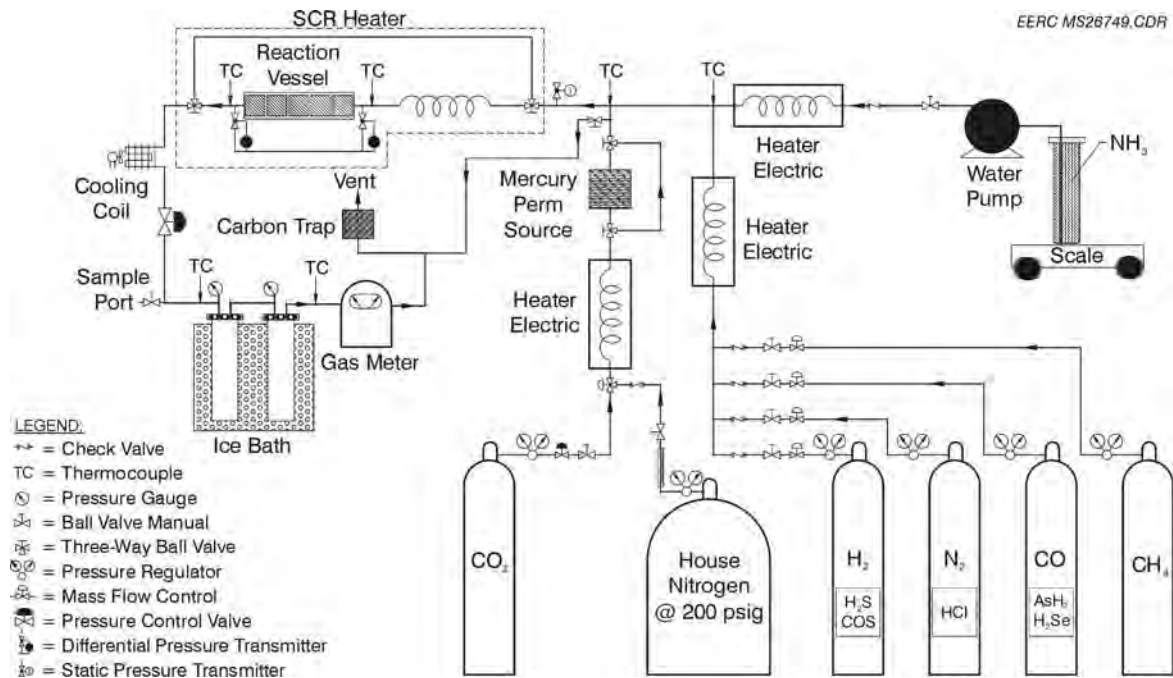 EERC MS26749.CDR
SCR Heater
Reaction
Vessel
TC
TC
TC
TC
NH₃
Heater
Electric
Water
Pump
Scale
Cooling
Coil
Vent
Carbon Trap
Mercury
Perm
Source
Heater
Electric
Heater
Electric
Sample
Port
TC
TC
Gas Meter
Ice Bath
LEGEND:
= Check Valve
TC = Thermocouple
= Pressure Gauge
= Ball Valve Manual
= Three-Way Ball Valve
= Pressure Regulator
= Mass Flow Control
= Pressure Control Valve
= Differential Pressure Transmitter
= Static Pressure Transmitter
CO₂
House
Nitrogen
@ 200 psig
H₂
H₂S
COS
N₂
HCl
CO
AsH₃
H₂Se
CH₄